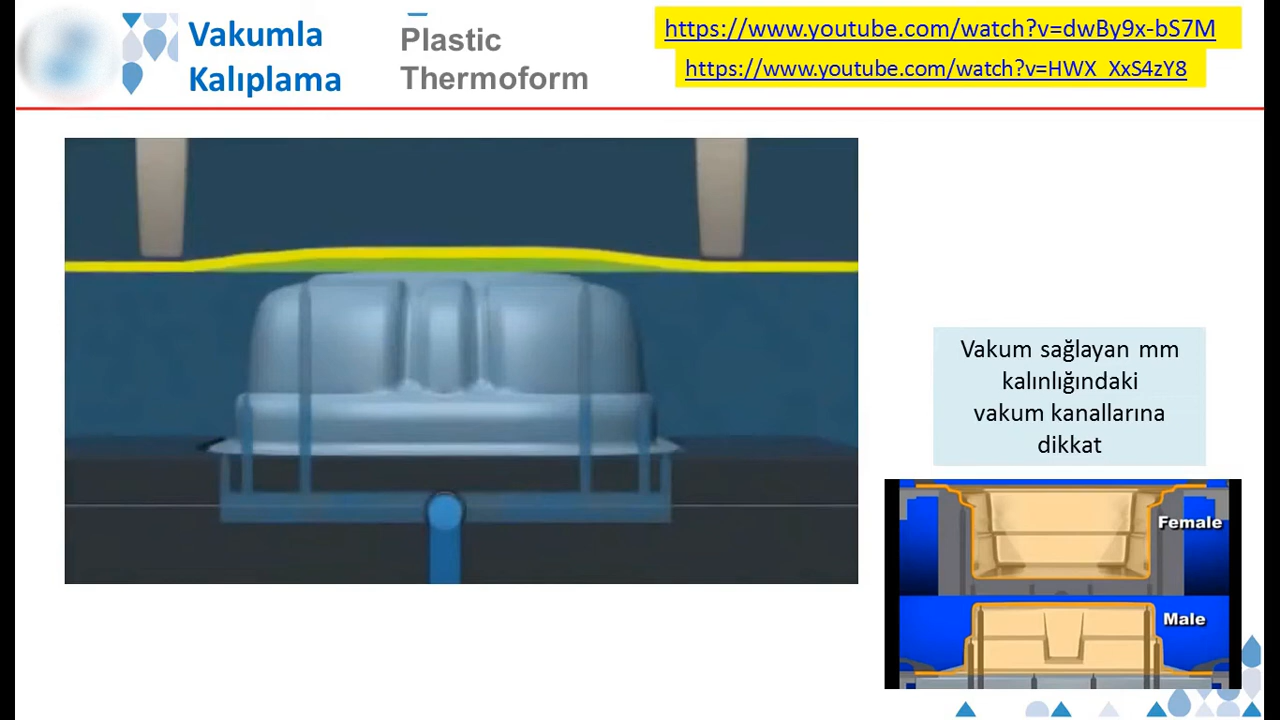 Vakumla
Kalıplama
Plastic
Thermoform
https://www.youtube.com/watch?v=dwBy9x-bS7M
https://www.youtube.com/watch?v=HWX_XxS4zY8
Vakum sağlayan mm
kalınlığındaki
vakum kanallarına
dikkat
Female
Male